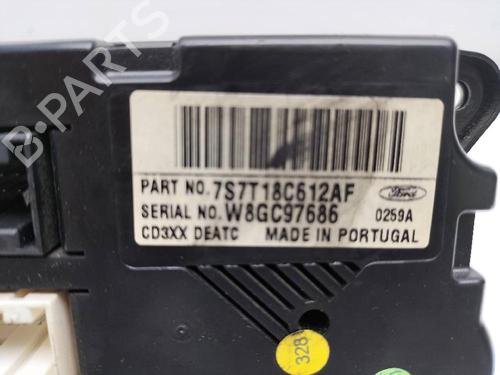 PART NO. 7S7T18C612AF
Ford
SERIAL NO. W8GC97686 0259A
CD3XX DEATC MADE IN PORTUGAL
328
B-PARTS